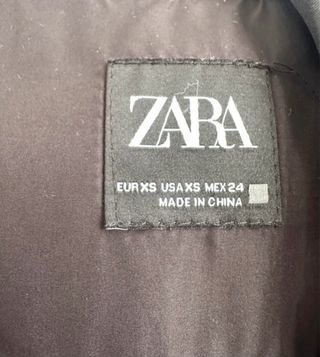 ZARA
EUR XS USA XS MEX 24
MADE IN CHINA